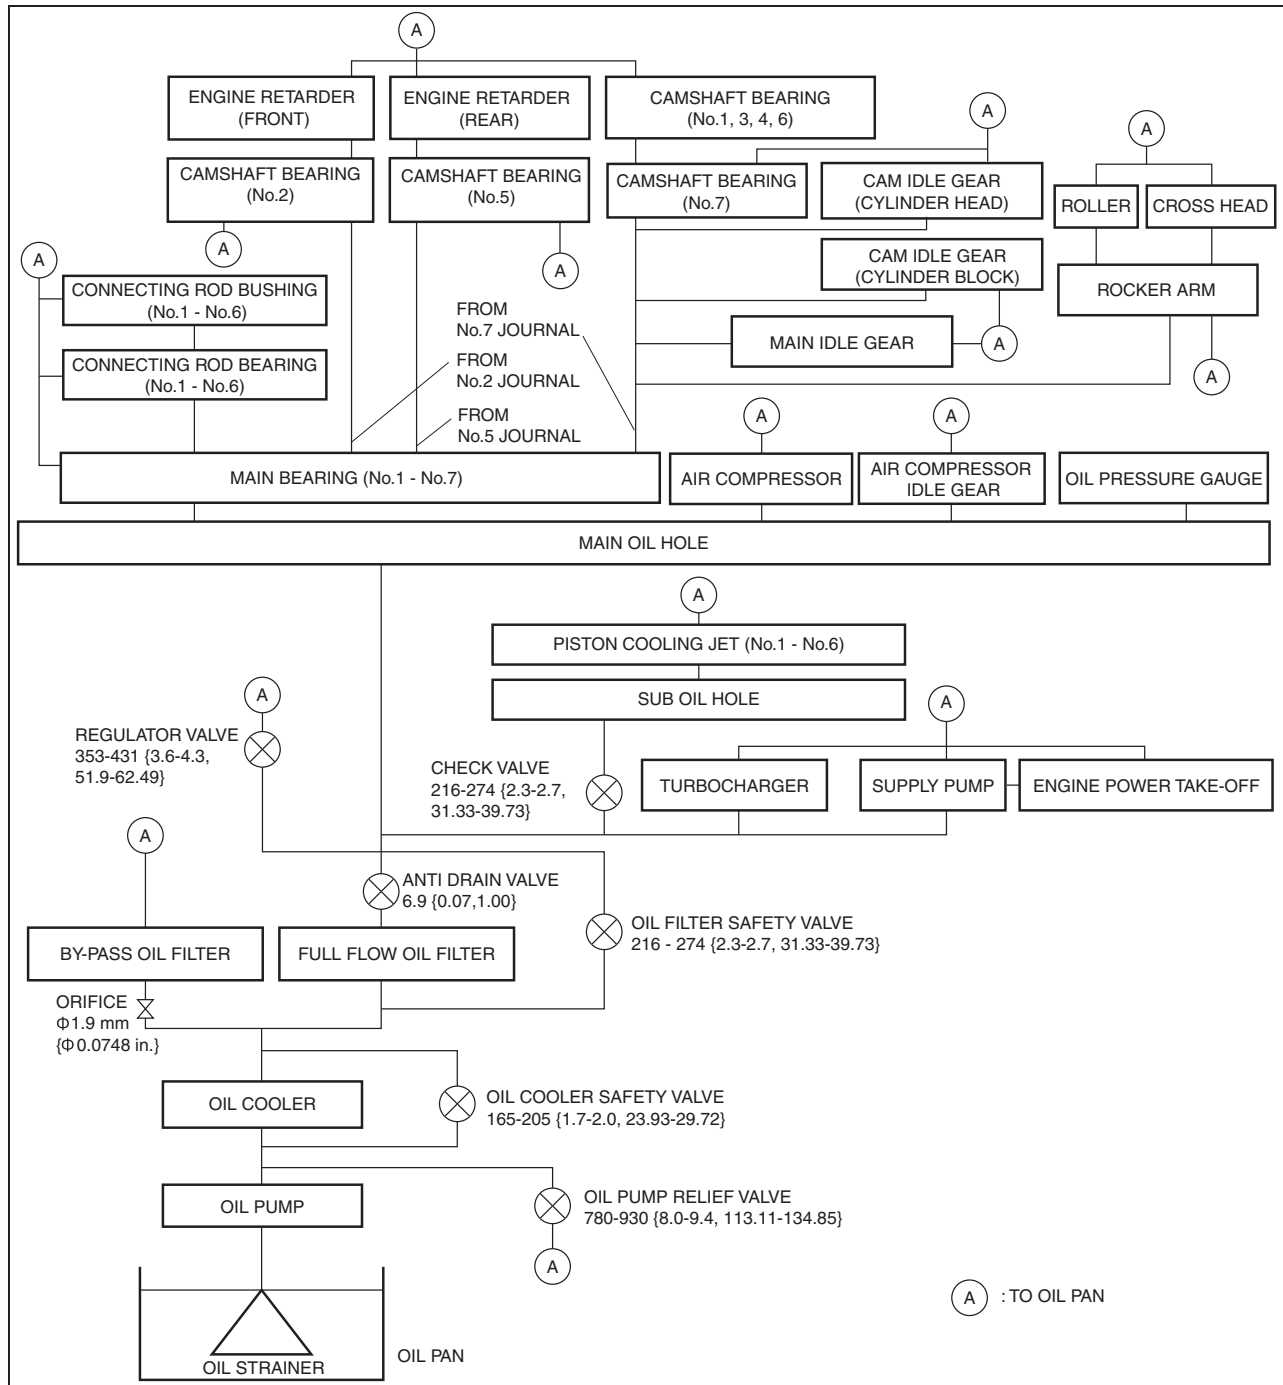 A
ENGINE RETARDER
(FRONT)
ENGINE RETARDER
(REAR)
CAMSHAFT BEARING
(No.1, 3, 4, 6)
A
A
CAMSHAFT BEARING
(No.2)
CAMSHAFT BEARING
(No.5)
CAMSHAFT BEARING
(No.7)
CAM IDLE GEAR
(CYLINDER HEAD)
ROLLER
CROSS HEAD
A
A
A
CONNECTING ROD BUSHING
(No.1 - No.6)
CAM IDLE GEAR
(CYLINDER BLOCK)
ROCKER ARM
FROM
No.7 JOURNAL
MAIN IDLE GEAR
A
CONNECTING ROD BEARING
(No.1 - No.6)
FROM
No.2 JOURNAL
A
FROM
No.5 JOURNAL
A
A
MAIN BEARING (No.1 - No.7)
AIR COMPRESSOR
AIR COMPRESSOR
IDLE GEAR
OIL PRESSURE GAUGE
MAIN OIL HOLE
A
PISTON COOLING JET (No.1 - No.6)
A
SUB OIL HOLE
A
REGULATOR VALVE
353-431 {3.6-4.3,
51.9-62.49}
CHECK VALVE
216-274 {2.3-2.7,
31.33-39.73}
TURBOCHARGER
SUPPLY PUMP
ENGINE POWER TAKE-OFF
A
ANTI DRAIN VALVE
6.9 {0.07,1.00}
OIL FILTER SAFETY VALVE
216 - 274 {2.3-2.7, 31.33-39.73}
BY-PASS OIL FILTER
FULL FLOW OIL FILTER
ORIFICE
Φ1.9 mm
{Φ0.0748 in.}
OIL COOLER
OIL COOLER SAFETY VALVE
165-205 {1.7-2.0, 23.93-29.72}
OIL PUMP
OIL PUMP RELIEF VALVE
780-930 {8.0-9.4, 113.11-134.85}
A
A : TO OIL PAN
OIL STRAINER
OIL PAN